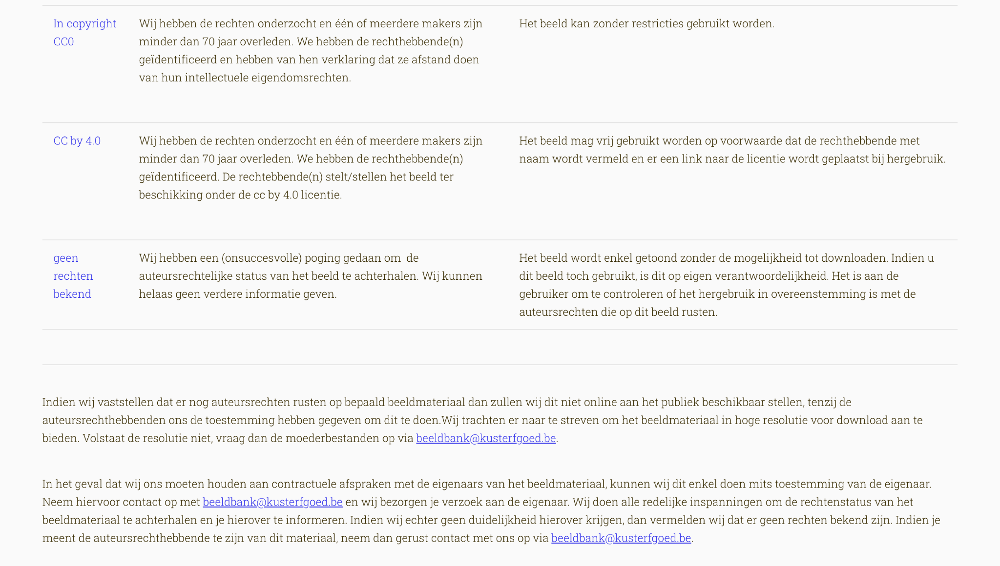 In copyright
CC0
Wij hebben de rechten onderzocht en één of meerdere makers zijn
minder dan 70 jaar overleden. We hebben de rechthebbende(n)
geïdentificeerd en hebben van hen verklaring dat ze afstand doen
van hun intellectuele eigendomsrechten.
Het beeld kan zonder restricties gebruikt worden.
CC by 4.0
Wij hebben de rechten onderzocht en één of meerdere makers zijn
minder dan 70 jaar overleden. We hebben de rechthebbende(n)
geïdentificeerd. De rechtebbende(n) stelt/stellen het beeld ter
beschikking onder de cc by 4.0 licentie.
Het beeld mag vrij gebruikt worden op voorwaarde dat de rechthebbende met
naam wordt vermeld en er een link naar de licentie wordt geplaatst bij hergebruik.
geen
rechten
bekend
Wij hebben een (onsuccesvolle) poging gedaan om  de
auteursrechtelijke status van het beeld te achterhalen. Wij kunnen
helaas geen verdere informatie geven.
Het beeld wordt enkel getoond zonder de mogelijkheid tot downloaden. Indien u
dit beeld toch gebruikt, is dit op eigen verantwoordelijkheid. Het is aan de
gebruiker om te controleren of het hergebruik in overeenstemming is met de
auteursrechten die op dit beeld rusten.
Indien wij vaststellen dat er nog auteursrechten rusten op bepaald beeldmateriaal dan zullen wij dit niet online aan het publiek beschikbaar stellen, tenzij de
auteursrechthebbenden ons de toestemming hebben gegeven om dit te doen.Wij trachten er naar te streven om het beeldmateriaal in hoge resolutie voor download aan te
bieden. Volstaat de resolutie niet, vraag dan de moederbestanden op via beeldbank@kusterfgoed.be.
In het geval dat wij ons moeten houden aan contractuele afspraken met de eigenaars van het beeldmateriaal, kunnen wij dit enkel doen mits toestemming van de eigenaar.
Neem hiervoor contact op met beeldbank@kusterfgoed.be en wij bezorgen je verzoek aan de eigenaar. Wij doen alle redelijke inspanningen om de rechtenstatus van het
beeldmateriaal te achterhalen en je hierover te informeren. Indien wij echter geen duidelijkheid hierover krijgen, dan vermelden wij dat er geen rechten bekend zijn. Indien je
meent de auteursrechthebbende te zijn van dit materiaal, neem dan gerust contact met ons op via beeldbank@kusterfgoed.be.